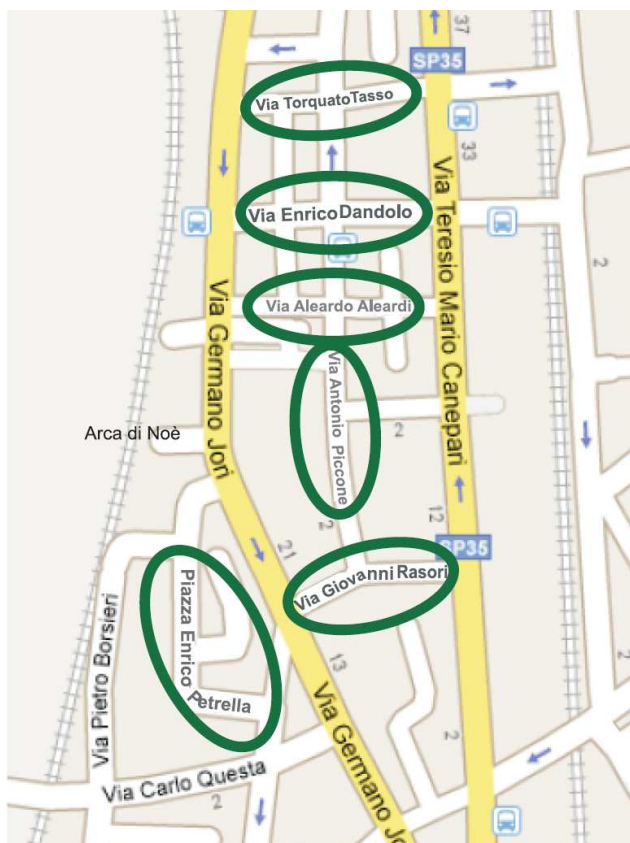 37
SP35
Via Torquato Tasso
33
Via Teresio Mario Canepari
Via Enrico Dandolo
2
Via Germano Jori
Via Aleardo Aleardi
Via Antonio Piccone
Arca di Noè
2
12
2
21
SP35
Via Giovanni Rasori
Piazza Enrico
Petrella
Via Pietro Borsieri
13
2
Via Germano Jo
2
Via Carlo Questa
2